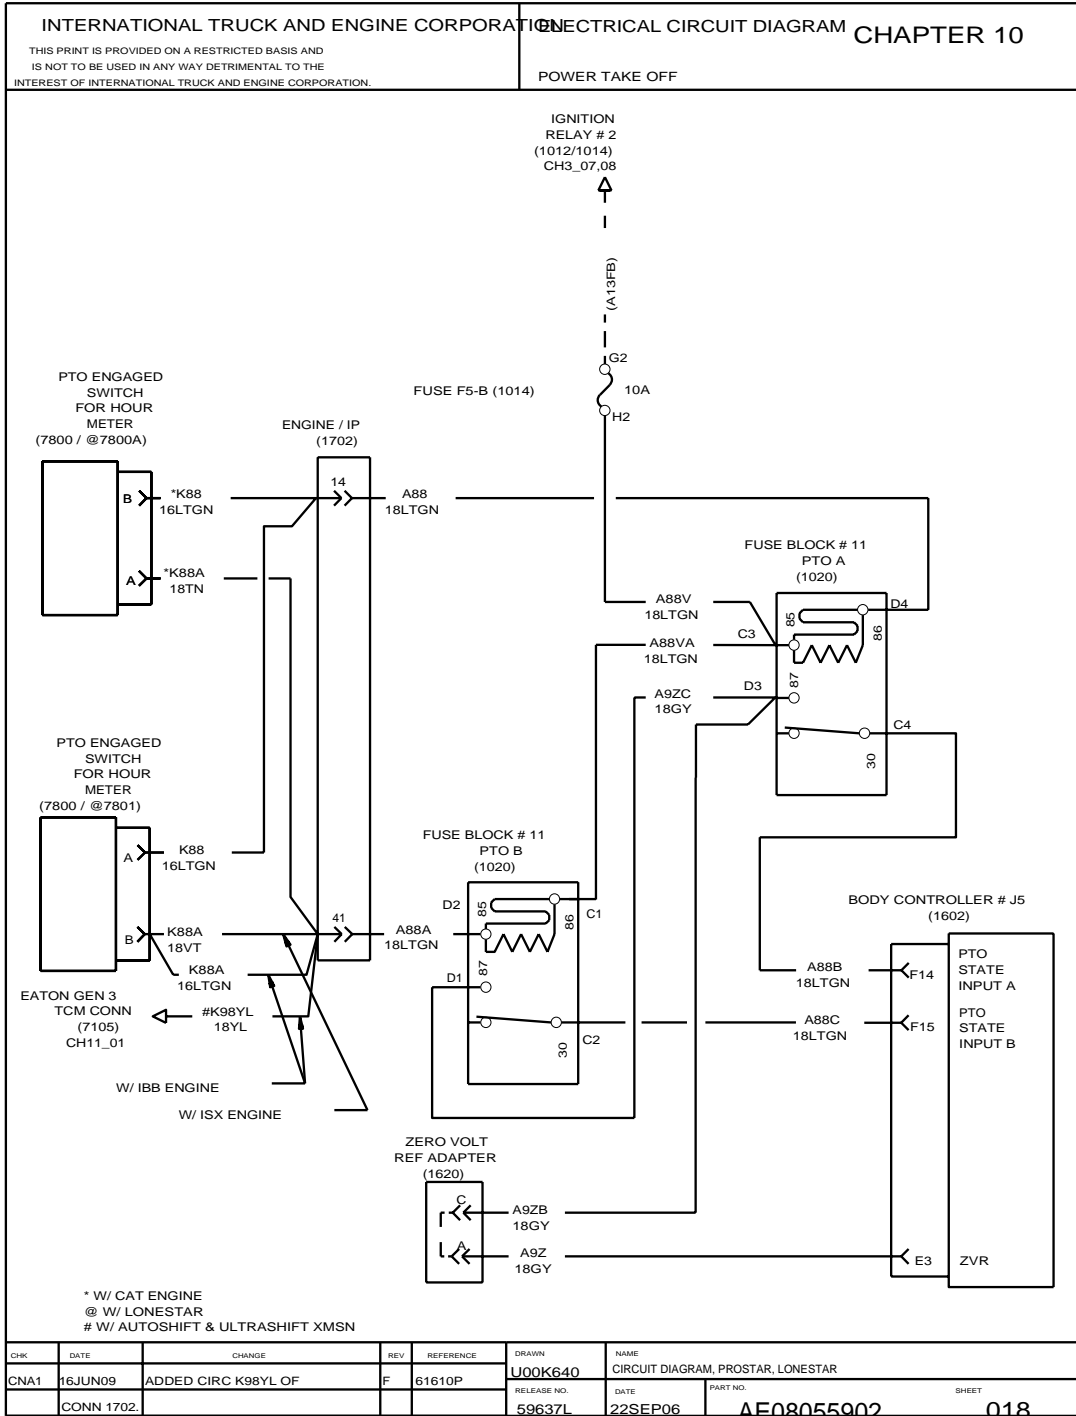 INTERNATIONAL TRUCK AND ENGINE CORPORATION
THIS PRINT IS PROVIDED ON A RESTRICTED BASIS AND
IS NOT TO BE USED IN ANY WAY DETRIMENTAL TO THE
INTEREST OF INTERNATIONAL TRUCK AND ENGINE CORPORATION.
ELECTRICAL CIRCUIT DIAGRAM
CHAPTER 10
POWER TAKE OFF
IGNITION
RELAY # 2
(1012/1014)
CH3_07,08
(A13FB)
G2
FUSE F5-B (1014)
10A
H2
PTO ENGAGED
SWITCH
FOR HOUR
METER
(7800 / @7800A)
B
*K88
16LTGN
A
*K88A
18TN
ENGINE / IP
(1702)
14
A88
18LTGN
FUSE BLOCK # 11
PTO A
(1020)
A88V
18LTGN
A88VA
18LTGN
C3
A9ZC
18GY
D3
85
86
87
30
D4
C4
PTO ENGAGED
SWITCH
FOR HOUR
METER
(7800 / @7801)
A
K88
16LTGN
B
K88A
18VT
K88A
16LTGN
EATON GEN 3
TCM CONN
(7105)
CH11_01
#K98YL
18YL
W/ IBB ENGINE
W/ ISX ENGINE
41
A88A
18LTGN
FUSE BLOCK # 11
PTO B
(1020)
D2
85
86
C1
D1
87
30
C2
BODY CONTROLLER # J5
(1602)
A88B
18LTGN
F14
PTO
STATE
INPUT A
A88C
18LTGN
F15
PTO
STATE
INPUT B
ZERO VOLT
REF ADAPTER
(1620)
C
A9ZB
18GY
A
A9Z
18GY
E3
ZVR
* W/ CAT ENGINE
@ W/ LONESTAR
# W/ AUTOSHIFT & ULTRASHIFT XMSN
CHK
DATE
CHANGE
REV
REFERENCE
CNA1
16JUN09
ADDED CIRC K98YL OF
F
61610P
CONN 1702.
DRAWN
U00K640
NAME
CIRCUIT DIAGRAM, PROSTAR, LONESTAR
RELEASE NO.
59637L
DATE
22SEP06
PART NO.
AF08055902
SHEET
018